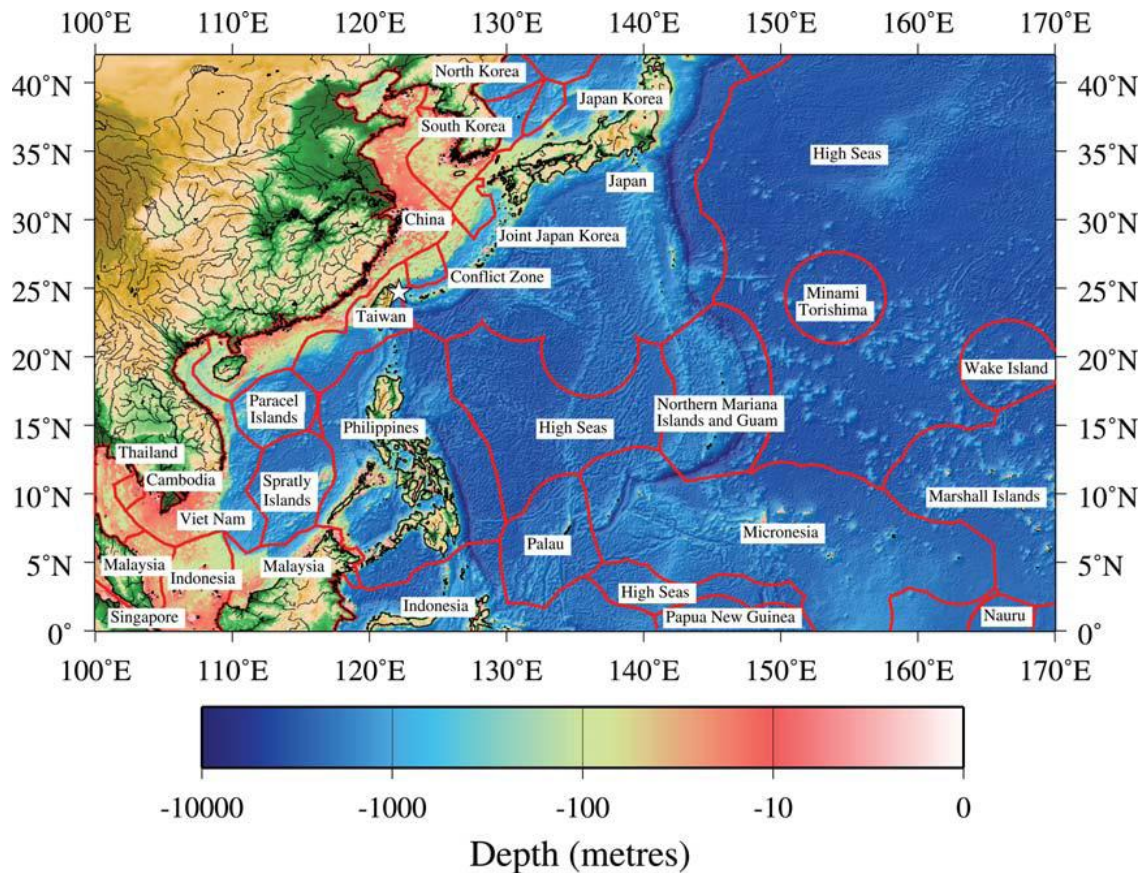 100˚E 110˚E 120˚E 130˚E 140˚E 150˚E 160˚E 170˚E
40˚N 40˚N
North Korea
Japan Korea
South Korea
35˚N 35˚N
High Seas
Japan
30˚N 30˚N
China
Joint Japan Korea
Conflict Zone
25˚N 25˚N
Minami
Torishima
Taiwan
20˚N 20˚N
Wake Island
Paracel
Islands
Northern Mariana
Islands and Guam
Philippines
High Seas
15˚N 15˚N
Thailand
Cambodia
Spratly
Islands
10˚N 10˚N
Marshall Islands
Viet Nam
Micronesia
Palau
5˚N 5˚N
Malaysia
Malaysia
Indonesia
High Seas
Indonesia
Singapore
Papua New Guinea
Nauru
0˚ 0˚
100˚E 110˚E 120˚E 130˚E 140˚E 150˚E 160˚E 170˚E
-10000 -1000 -100 -10 0
Depth (metres)